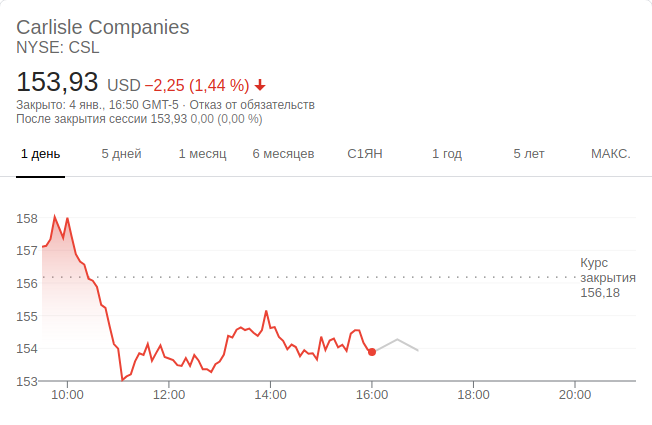 Carlisle Companies
NYSE: CSL
153,93 USD −2,25 (1,44 %)
Закрыто: 4 янв., 16:50 GMT-5 · Отказ от обязательств
После закрытия сессии 153,93 0,00 (0,00 %)
1 день 5 дней 1 месяц 6 месяцев С1ЯН 1 год 5 лет МАКС.
158
157
156
155
154
153
Курс
закрытия
156,18
10:00 12:00 14:00 16:00 18:00 20:00